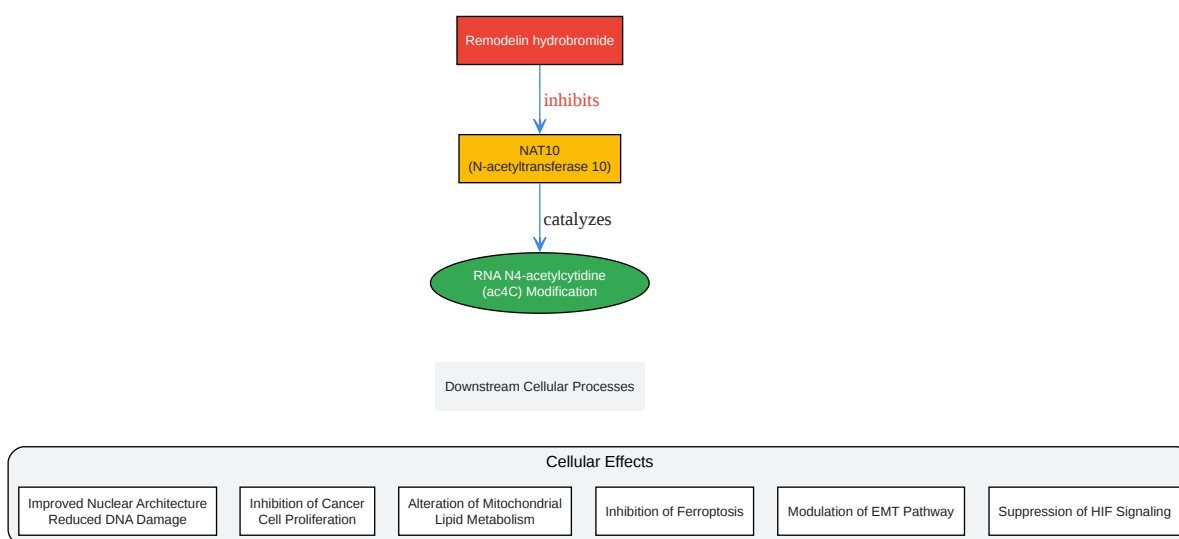 Remodelin hydrobromide
inhibits
NAT10
(N-acetyltransferase 10)
catalyzes
RNA N4-acetylcytidine
(ac4C) Modification
Downstream Cellular Processes
Cellular Effects
Improved Nuclear Architecture
Reduced DNA Damage
Inhibition of Cancer
Cell Proliferation
Alteration of Mitochondrial
Lipid Metabolism
Inhibition of Ferroptosis
Modulation of EMT Pathway
Suppression of HIF Signaling